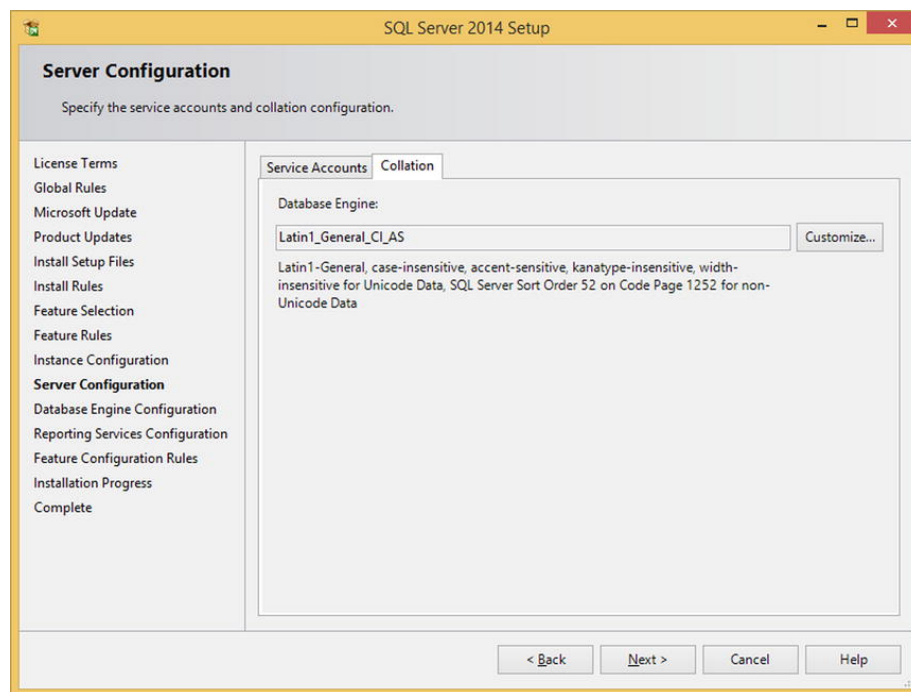 SQL Server 2014 Setup
Server Configuration
Specify the service accounts and collation configuration.
License Terms
Global Rules
Microsoft Update
Product Updates
Install Setup Files
Install Rules
Feature Selection
Feature Rules
Instance Configuration
Server Configuration
Database Engine Configuration
Reporting Services Configuration
Feature Configuration Rules
Installation Progress
Complete
Service Accounts Collation
Database Engine:
Latin1_General_CI_AS Customize...
Latin1-General, case-insensitive, accent-sensitive, kanatype-insensitive, width-
insensitive for Unicode Data, SQL Server Sort Order 52 on Code Page 1252 for non-
Unicode Data
< Back Next > Cancel Help